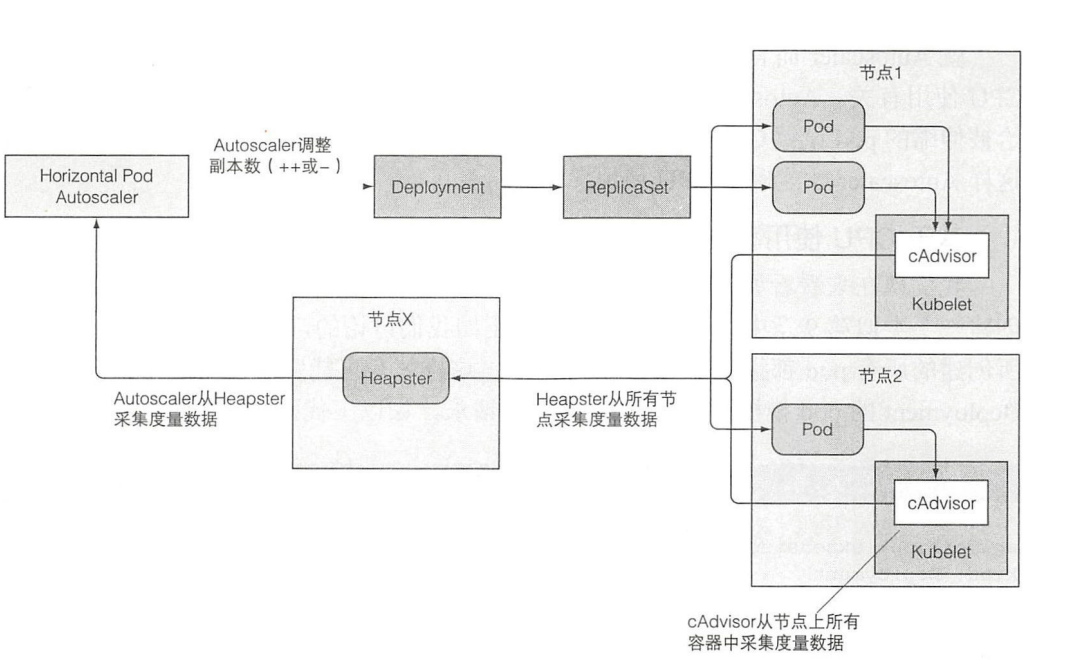 节点1
Pod
Autoscaler调整
副本数（++或-）
Horizontal Pod
Autoscaler
Deployment
ReplicaSet
Pod
cAdvisor
Kubelet
节点X
Heapster
Autoscaler从Heapster
采集度量数据
Heapster从所有节
点采集度量数据
节点2
Pod
cAdvisor
Kubelet
cAdvisor从节点上所有
容器中采集度量数据